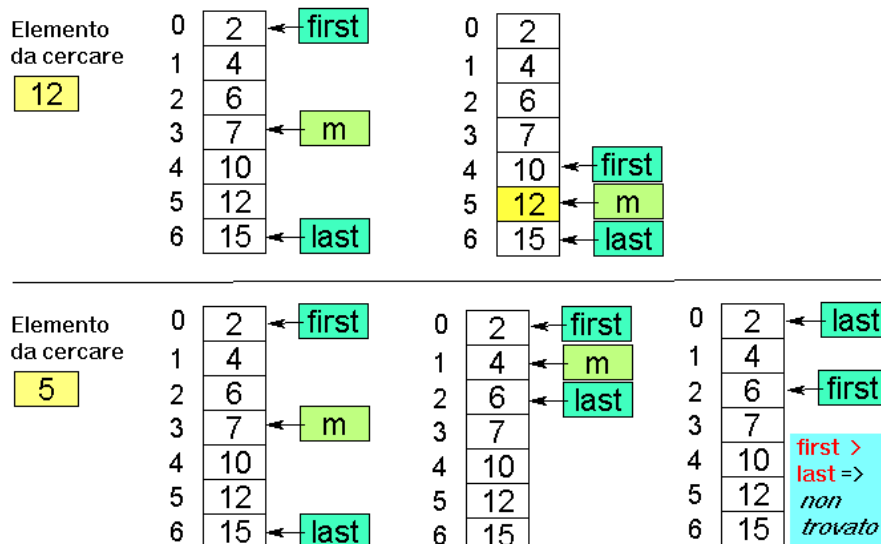 Elemento
da cercare
12
0 2 first
1 4
2 6
3 7 m
4 10
5 12
6 15 last
0 2
1 4
2 6
3 7
4 10 first
5 12 m
6 15 last
Elemento
da cercare
5
0 2 first
1 4
2 6
3 7 m
4 10
5 12
6 15 last
0 2 first
1 4 m
2 6 last
3 7
4 10
5 12
6 15
0 2 last
1 4
2 6 first
3 7
4 10
5 12
6 15
first >
last =>
non
trovato